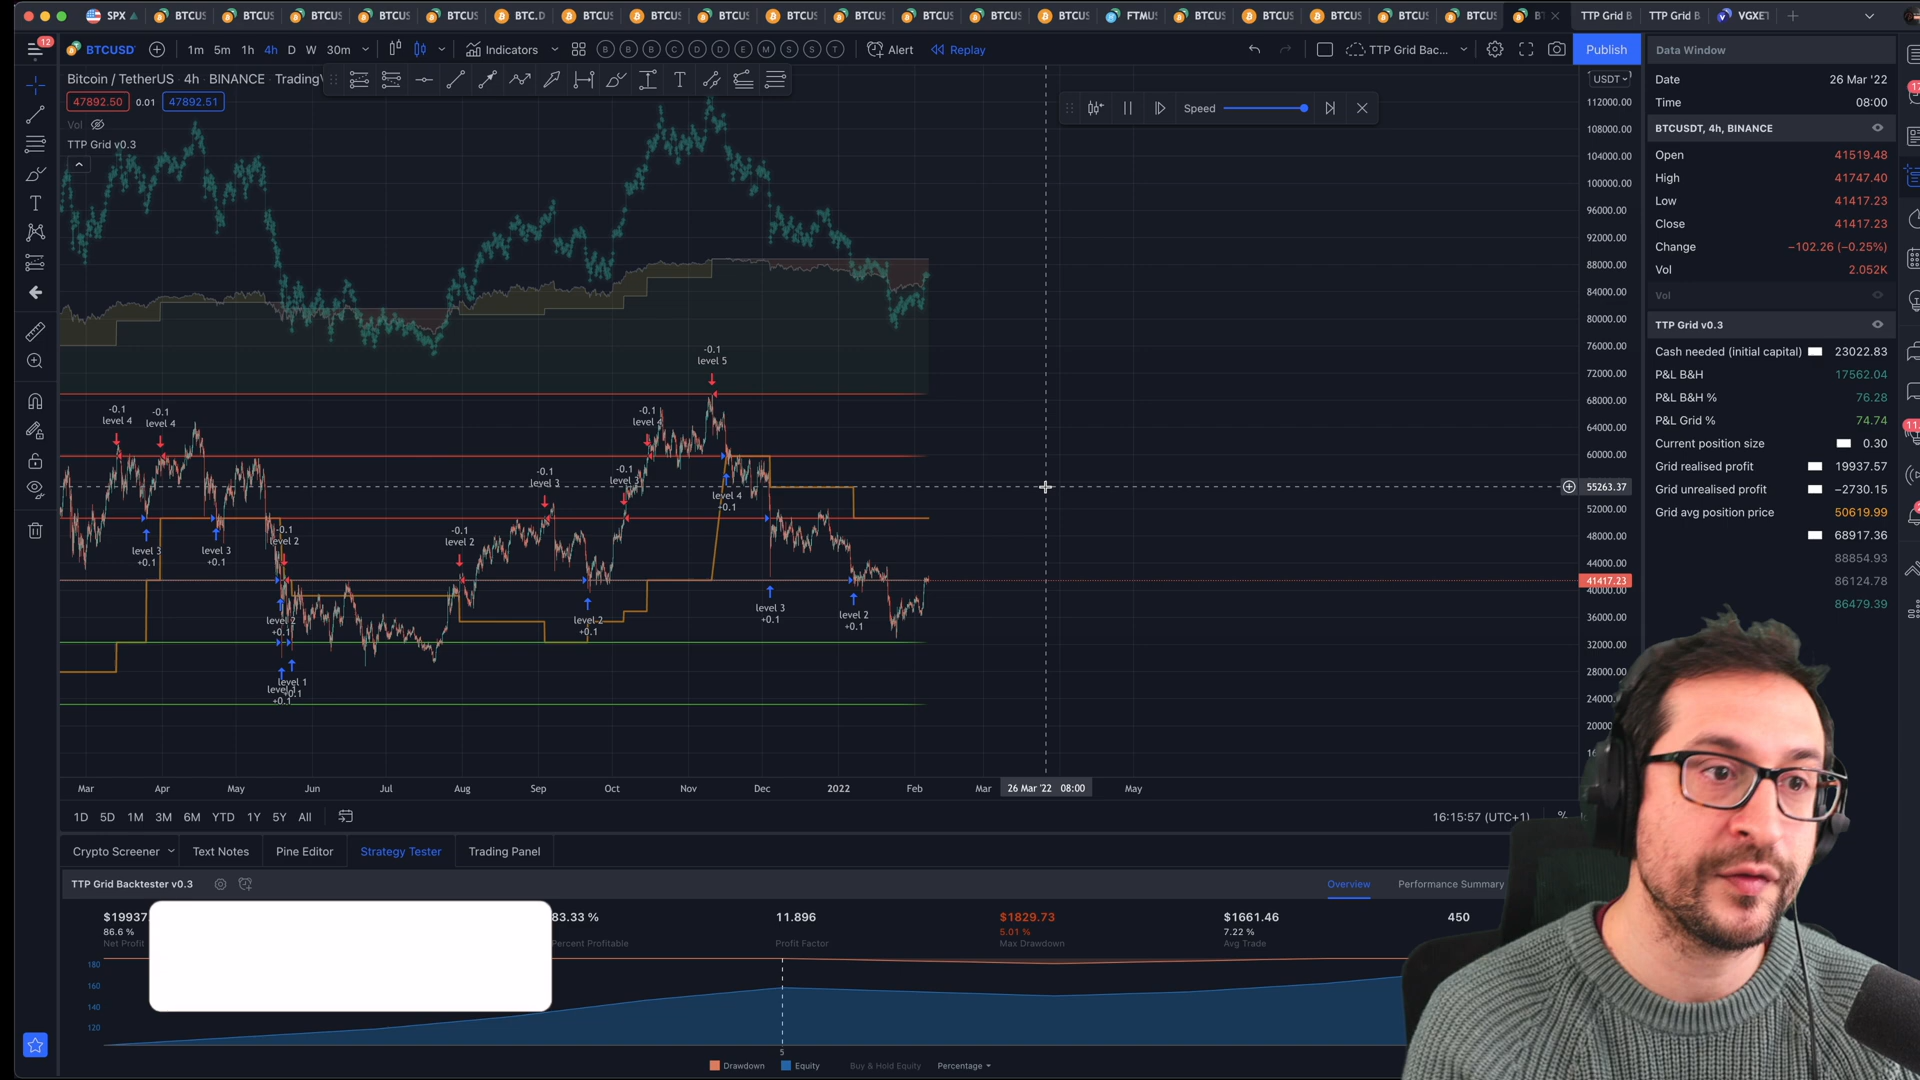 SPX BTCUS BTCUS BTCUS BTCUS BTCUS BTC.D BTCUS BTCUS BTCUS BTCUS BTCUS BTCUS BTCUS BTCUS FTMU BTCUS BTCUS BTCUS BTCUS BTCUS TTP Grid B TTP Grid B VGXET
12 BTCUSD 1m 5m 1h 4h D W 30m Indicators B B B C D D E M S S T Alert Replay TTP Grid Bac... Publish
Bitcoin / TetherUS 4h BINANCE Trading
47892.50 0.01 47892.51
Vol
TTP Grid v0.3
Speed
USDT
112000.00
108000.00
104000.00
100000.00
96000.00
92000.00
88000.00
84000.00
80000.00
76000.00
72000.00
68000.00
64000.00
60000.00
55263.37
52000.00
48000.00
44000.00
41417.23
40000.00
36000.00
32000.00
28000.00
24000.0
2000
-0.1
level 5
-0.1
level 4
-0.1
level 4
-0.1
level 4
-0.1
level 3
-0.1
level 3
level 4
-0.1
-0.1
level 2
-0.1
level 2
level 3
+0.1
level 3
+0.1
level 2
+0.1
level 2
+0.1
level 3
+0.1
level 2
+0.1
level 1
+0.1
+0.1
Mar Apr May Jun Jul Aug Sep Oct Nov Dec 2022 Feb Mar 26 Mar '22 08:00 May
1D 5D 1M 3M 6M YTD 1Y 5Y All 16:15:57 (UTC+1) %
Crypto Screener Text Notes Pine Editor Strategy Tester Trading Panel
TTP Grid Backtester v0.3 Overview Performance Summary
$19937 83.33 % 11.896 $1829.73 $1661.46 450
86.6 % 5.01 % 7.22 %
Net Profit Percent Profitable Profit Factor Max Drawdown Avg Trade
180
160
140
120
5
Drawdown Equity Buy & Hold Equity Percentage
Data Window
Date 26 Mar '22
Time 08:00
BTCUSDT, 4h, BINANCE
Open 41519.48
High 41747.40
Low 41417.23
Close 41417.23
Change −102.26 (−0.25%)
Vol 2.052K
Vol
TTP Grid v0.3
Cash needed (initial capital) 23022.83
P&L B&H 17562.04
P&L B&H % 76.28
P&L Grid % 74.74
Current position size 0.30
Grid realised profit 19937.57
Grid unrealised profit −2730.15
Grid avg position price 50619.99
68917.36
88854.93
86124.78
86479.39